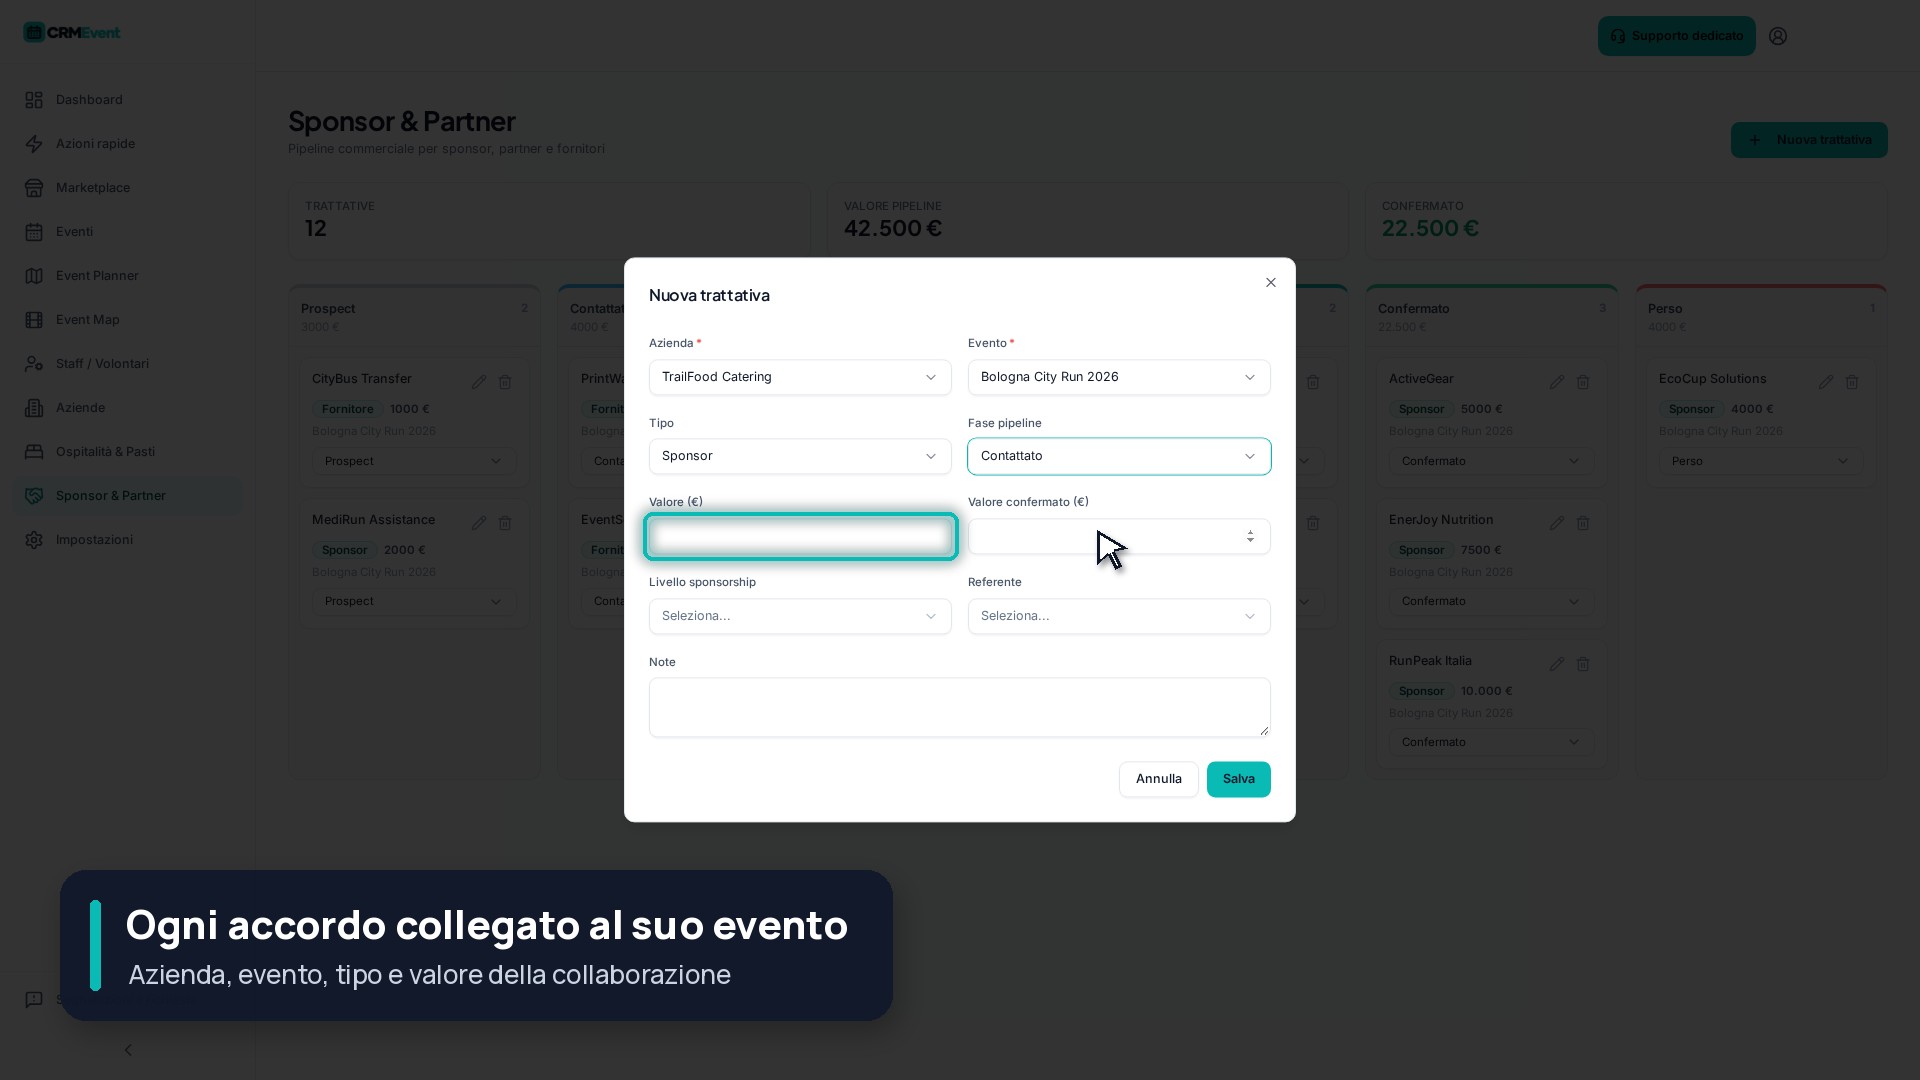 CRMEvent
Supporto dedicato
Dashboard
Azioni rapide
Marketplace
Eventi
Event Planner
Event Map
Staff / Volontari
Aziende
Ospitalità & Pasti
Sponsor & Partner
Impostazioni
Sponsor & Partner
Pipeline commerciale per sponsor, partner e fornitori
Nuova trattativa
TRATTATIVE
12
VALORE PIPELINE
42.500 €
CONFERMATO
22.500 €
Prospect 2
3000 €
CityBus Transfer
Fornitore 1000 €
Bologna City Run 2026
Prospect
MediRun Assistance
Sponsor 2000 €
Bologna City Run 2026
Prospect
4000 €
2
Nuova trattativa
Azienda *
TrailFood Catering
Evento *
Bologna City Run 2026
Tipo
Sponsor
Fase pipeline
Contattato
Valore (€)
Valore confermato (€)
Livello sponsorship
Seleziona...
Referente
Seleziona...
Note
Annulla
Salva
Confermato 3
22.500 €
ActiveGear
Sponsor 5000 €
Bologna City Run 2026
Confermato
EnerJoy Nutrition
Sponsor 7500 €
Bologna City Run 2026
Confermato
RunPeak Italia
Sponsor 10.000 €
Bologna City Run 2026
Confermato
Perso 1
4000 €
EcoCup Solutions
Sponsor 4000 €
Bologna City Run 2026
Perso
Ogni accordo collegato al suo evento
Azienda, evento, tipo e valore della collaborazione